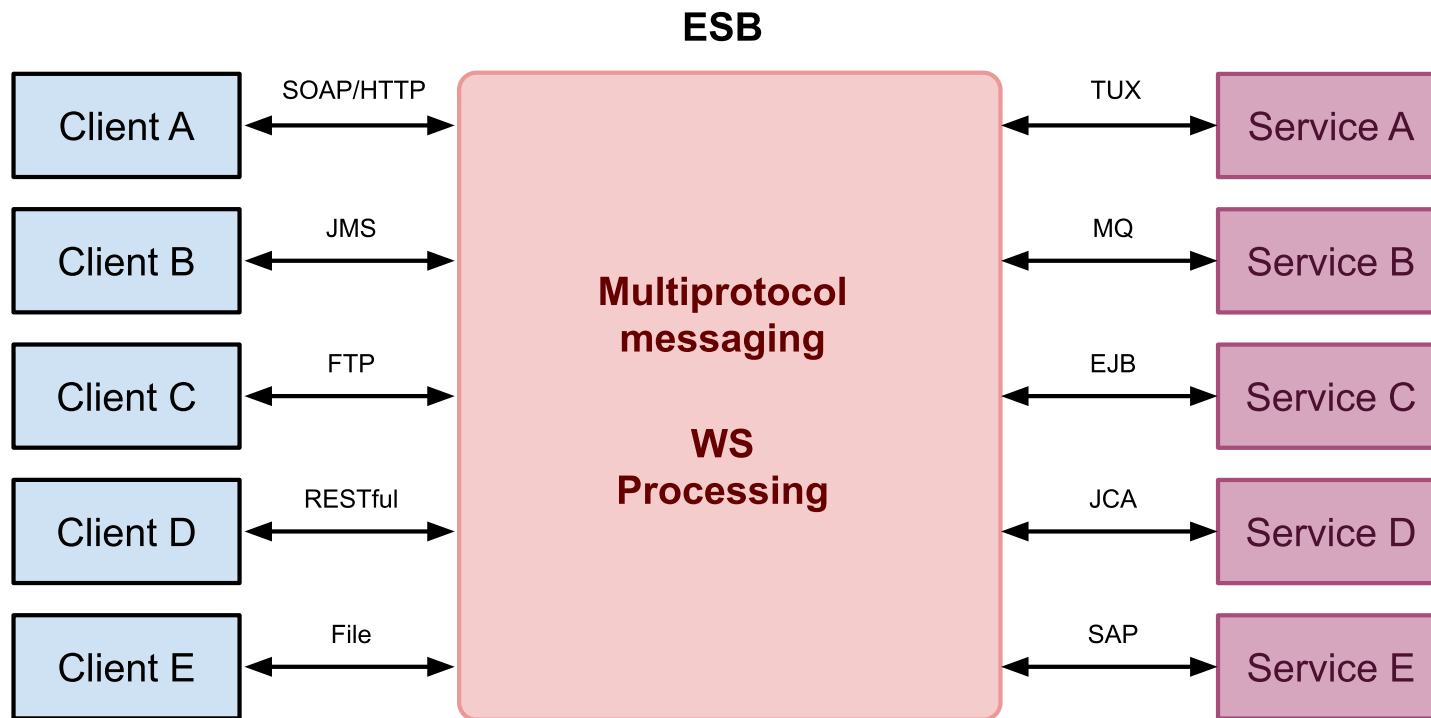 ESB
Client A
SOAP/HTTP
TUX
Service A
Client B
JMS
MQ
Service B
Multiprotocol
messaging
Client C
FTP
EJB
Service C
WS
Processing
Client D
RESTful
JCA
Service D
Client E
File
SAP
Service E